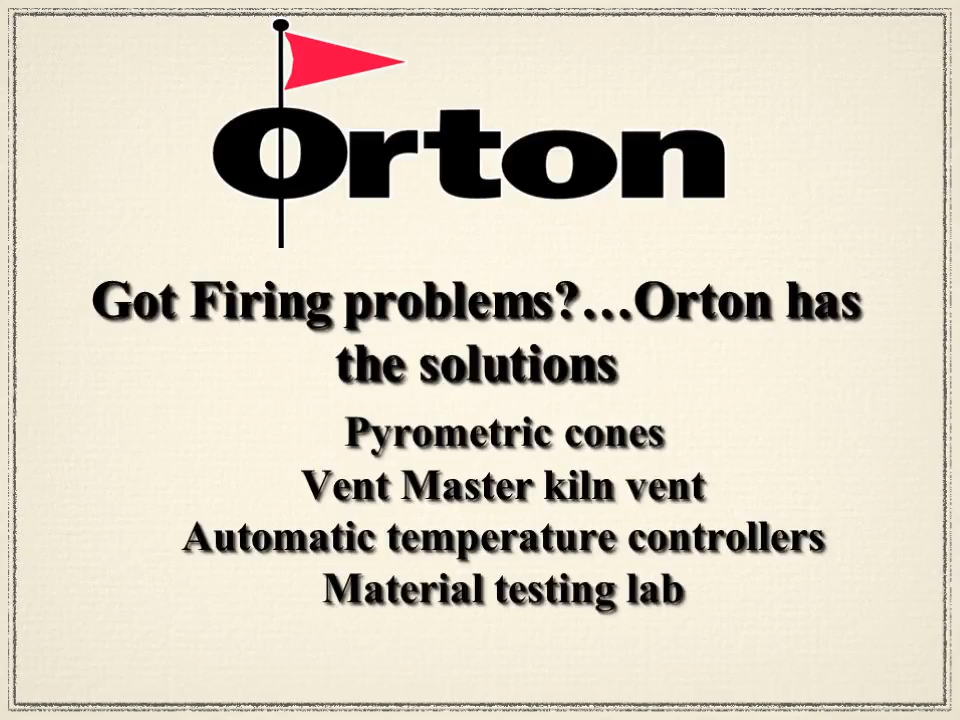 Orton
Got Firing problems?…Orton has
the solutions
Pyrometric cones
Vent Master kiln vent
Automatic temperature controllers
Material testing lab